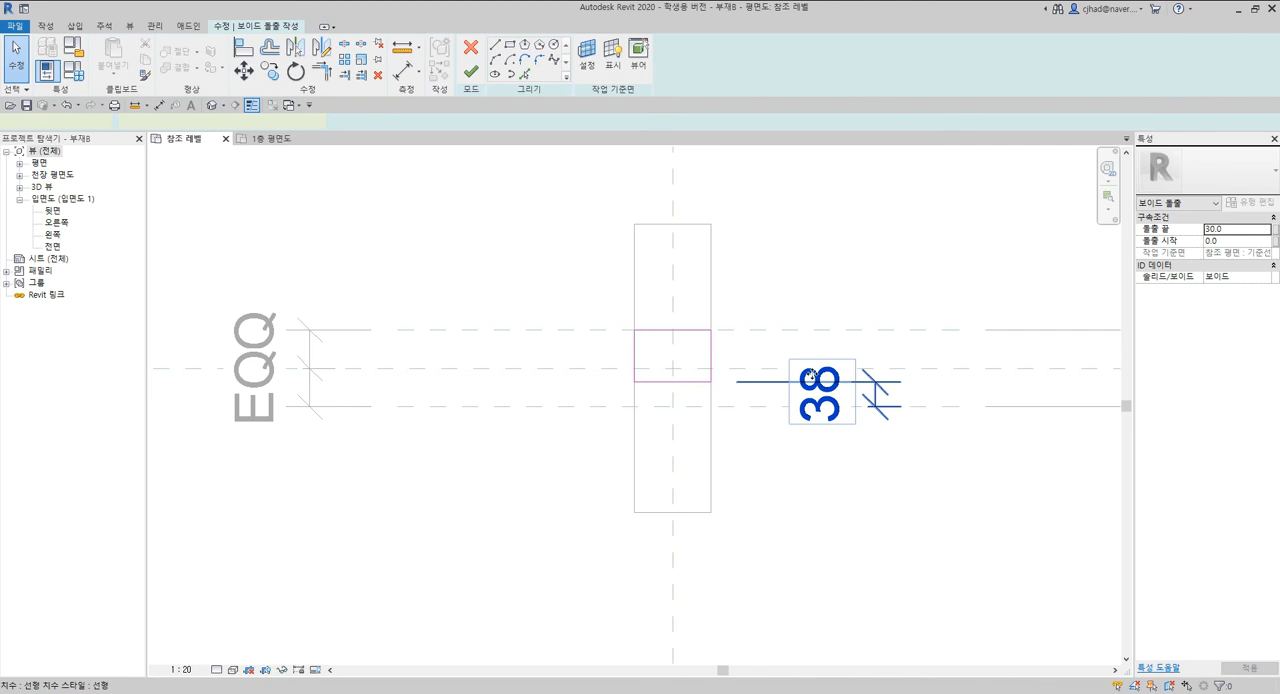 Autodesk Revit 2020 - 학생용 버전 - 평면도: 참조 레벨
cjhad@naver....
파일 작성 삽입 주석 뷰 관리 애드인 수정 | 보이드 돌출 작성
수정
붙여넣기
절단
결합
설정 표시 뷰어
선택 특성 클립보드 형상 수정 측정 작성 모드 그리기 작업 기준면
프로젝트 탐색기 - 부재B
참조 레벨
1층 평면도
특성
뷰 (전체)
평면
천장 평면도
3D 뷰
입면도 (입면도 1)
뒷면
오른쪽
왼쪽
전면
시트 (전체)
패밀리
그룹
Revit 링크
EQQ
38
보이드 돌출
유형 편집
구속조건
돌출 끝 30.0
돌출 시작 0.0
작업 기준면 참조 평면 : 기준선
ID 데이터
솔리드/보이드 보이드
특성 도움말
적용
1 : 20
치수 : 선형 치수 스타일 : 선형
:0